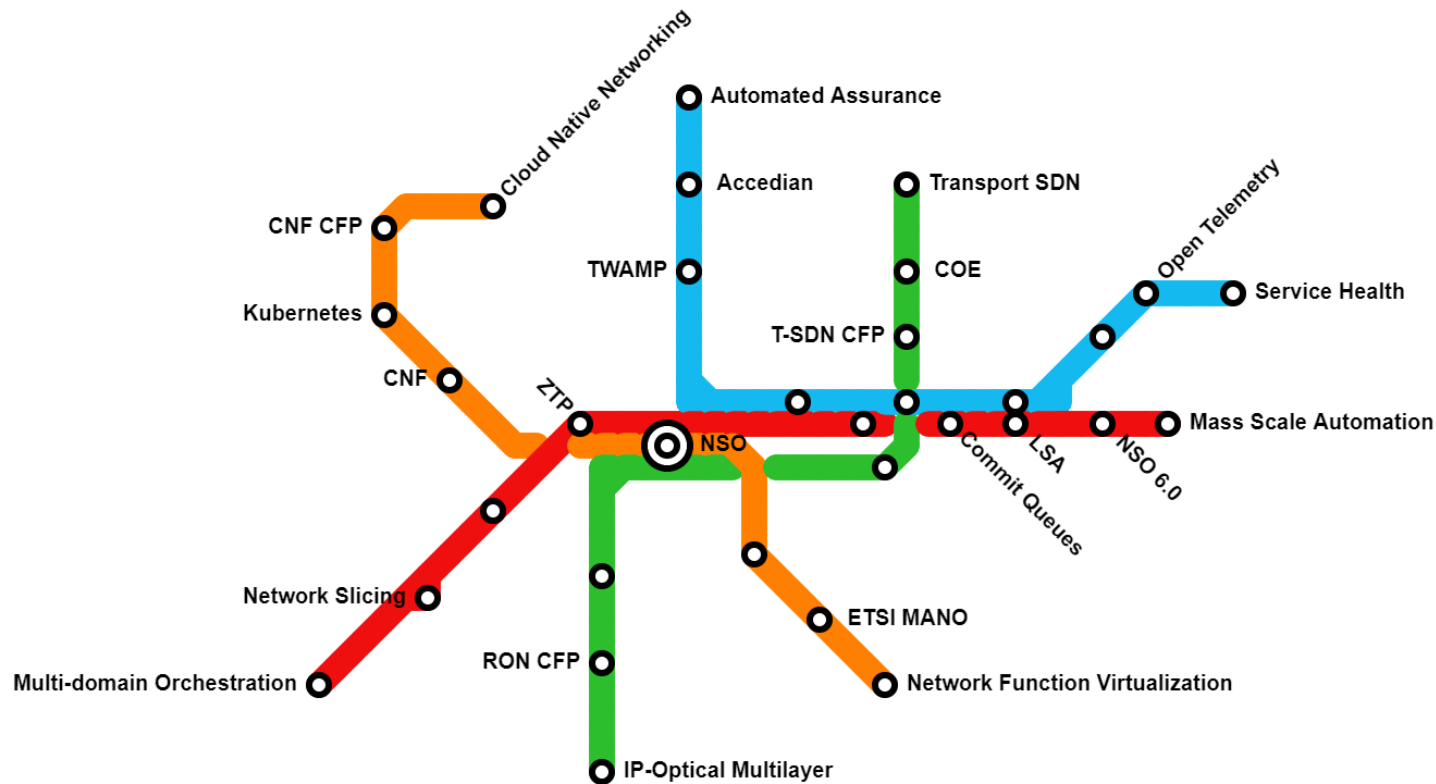 Cloud Native Networking
Automated Assurance
Accedian
Transport SDN
CNF CFP
TWAMP
COE
Open Telemetry
Service Health
Kubernetes
T-SDN CFP
CNF
ZTP
NSO
Mass Scale Automation
Commit Queues
LSA
NSO 6.0
Network Slicing
ETSI MANO
RON CFP
Multi-domain Orchestration
Network Function Virtualization
IP-Optical Multilayer